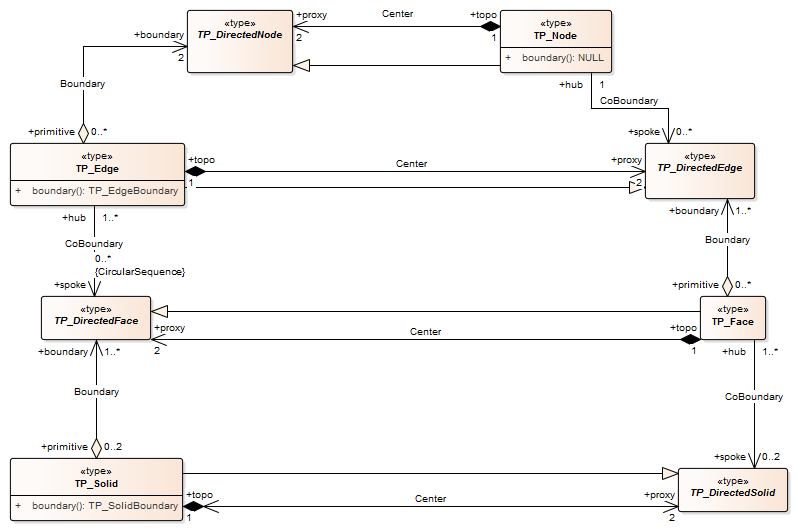 «type»
TP_DirectedNode
+proxy
2
Center
+topo
1
«type»
TP_Node
+ boundary(): NULL
+boundary
2
Boundary
+primitive
0..*
+hub
1
CoBoundary
+spoke
0..*
«type»
TP_Edge
+ boundary(): TP_EdgeBoundary
+topo
1
Center
+proxy
2
«type»
TP_DirectedEdge
+hub
1..*
CoBoundary
0..*
{CircularSequence}
+spoke
+boundary
1..*
Boundary
+primitive
0..*
«type»
TP_DirectedFace
+proxy
2
Center
+topo
1
«type»
TP_Face
+boundary
1..*
Boundary
+primitive
0..2
+hub
1..*
CoBoundary
+spoke
0..2
«type»
TP_Solid
+ boundary(): TP_SolidBoundary
+topo
1
Center
+proxy
2
«type»
TP_DirectedSolid